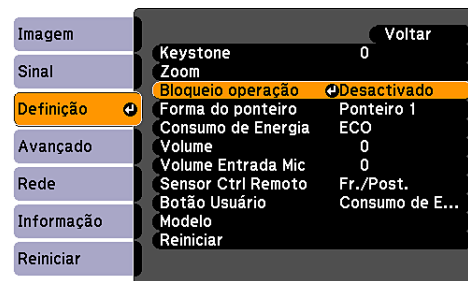 Imagem
Sinal
Definição
Avançado
Rede
Informação
Reiniciar
Voltar
Keystone 0
Zoom
Bloqueio operação Desactivado
Forma do ponteiro Ponteiro 1
Consumo de Energia ECO
Volume 0
Volume Entrada Mic 0
Sensor Ctrl Remoto Fr./Post.
Botão Usuário Consumo de E...
Modelo
Reiniciar